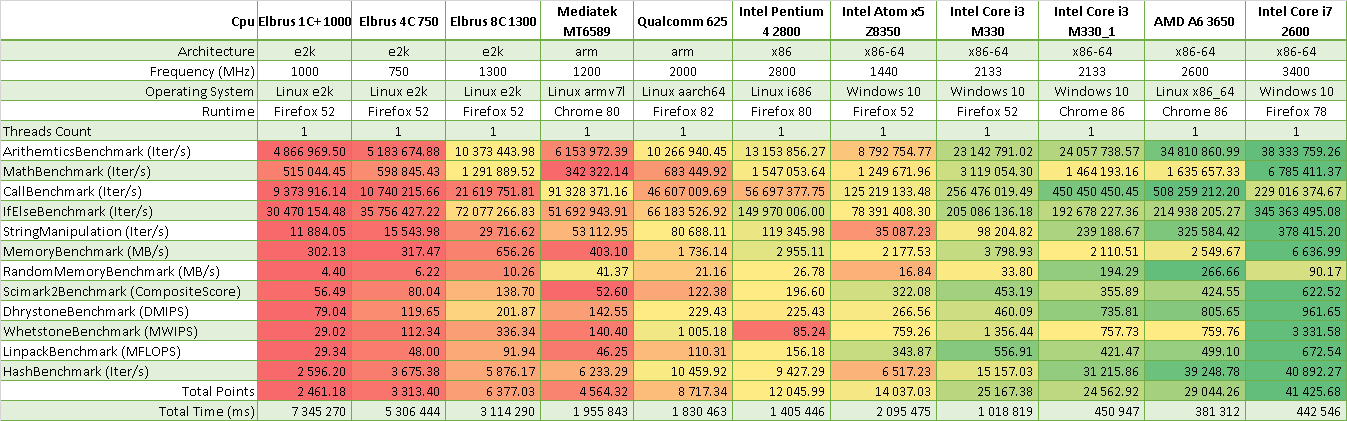 Cpu Elbrus 1C+ 1000 Elbrus 4C 750 Elbrus 8C 1300 Mediatek MT6589 Qualcomm 625 Intel Pentium 4 2800 Intel Atom x5 Z8350 Intel Core i3 M330 Intel Core i3 M330_1 AMD A6 3650 Intel Core i7 2600
Architecture e2k e2k e2k arm arm x86 x86-64 x86-64 x86-64 x86-64 x86-64
Frequency (MHz) 1000 750 1300 1200 2000 2800 1440 2133 2133 2600 3400
Operating System Linux e2k Linux e2k Linux e2k Linux armv7l Linux aarch64 Linux i686 Windows 10 Windows 10 Windows 10 Linux x86_64 Windows 10
Runtime Firefox 52 Firefox 52 Firefox 52 Chrome 80 Firefox 82 Firefox 80 Firefox 52 Firefox 52 Chrome 86 Chrome 86 Firefox 78
Threads Count 1 1 1 1 1 1 1 1 1 1 1
ArithemticsBenchmark (Iter/s) 4 866 969.50 5 183 674.88 10 373 443.98 6 153 972.39 10 266 940.45 13 153 856.27 8 792 754.77 23 142 791.02 24 057 738.57 34 810 860.99 38 333 759.26
MathBenchmark (Iter/s) 515 044.45 598 845.43 1 291 889.52 342 322.14 683 449.92 1 547 053.64 1 249 671.96 3 119 054.30 1 464 193.16 1 635 657.33 6 785 411.37
CallBenchmark (Iter/s) 9 373 916.14 10 740 215.66 21 619 751.81 91 328 371.16 46 607 009.69 56 697 377.75 125 219 133.48 256 476 019.49 450 450 450.45 508 259 212.20 229 016 374.67
IfElseBenchmark (Iter/s) 30 470 154.48 35 756 427.22 72 077 266.83 51 692 943.91 66 183 526.92 149 970 006.00 78 391 408.30 205 086 136.18 192 678 227.36 214 938 205.27 345 363 495.08
StringManipulation (Iter/s) 11 884.05 15 543.98 29 716.62 53 112.95 80 688.11 119 345.98 35 087.23 98 204.82 239 188.67 325 584.42 378 415.20
MemoryBenchmark (MB/s) 302.13 317.47 656.26 403.10 1 736.14 2 955.11 2 177.53 3 798.93 2 110.51 2 549.67 6 636.99
RandomMemoryBenchmark (MB/s) 4.40 6.22 10.26 41.37 21.16 26.78 16.84 33.80 194.29 266.66 90.17
Scimark2Benchmark (CompositeScore) 56.49 80.04 138.70 52.60 122.38 196.60 322.08 453.19 355.89 424.55 622.52
DhrystoneBenchmark (DMIPS) 79.04 119.65 201.87 142.55 229.43 225.43 266.56 460.09 735.81 805.65 961.65
WhetstoneBenchmark (MWIPS) 29.02 112.34 336.34 140.40 1 005.18 85.24 759.26 1 356.44 757.73 759.76 3 331.58
LinpackBenchmark (MFLOPS) 29.34 48.00 91.94 46.25 110.31 156.18 343.87 556.91 421.47 499.10 672.54
HashBenchmark (Iter/s) 2 596.20 3 675.38 5 876.17 6 233.29 10 459.92 9 427.29 6 517.23 15 157.03 31 215.86 39 248.78 40 892.27
Total Points 2 461.18 3 313.40 6 377.03 4 564.32 8 717.34 12 045.99 14 037.03 25 167.38 24 562.92 29 044.26 41 425.68
Total Time (ms) 7 345 270 5 306 444 3 114 290 1 955 843 1 830 463 1 405 446 2 095 475 1 018 819 450 947 381 312 442 546